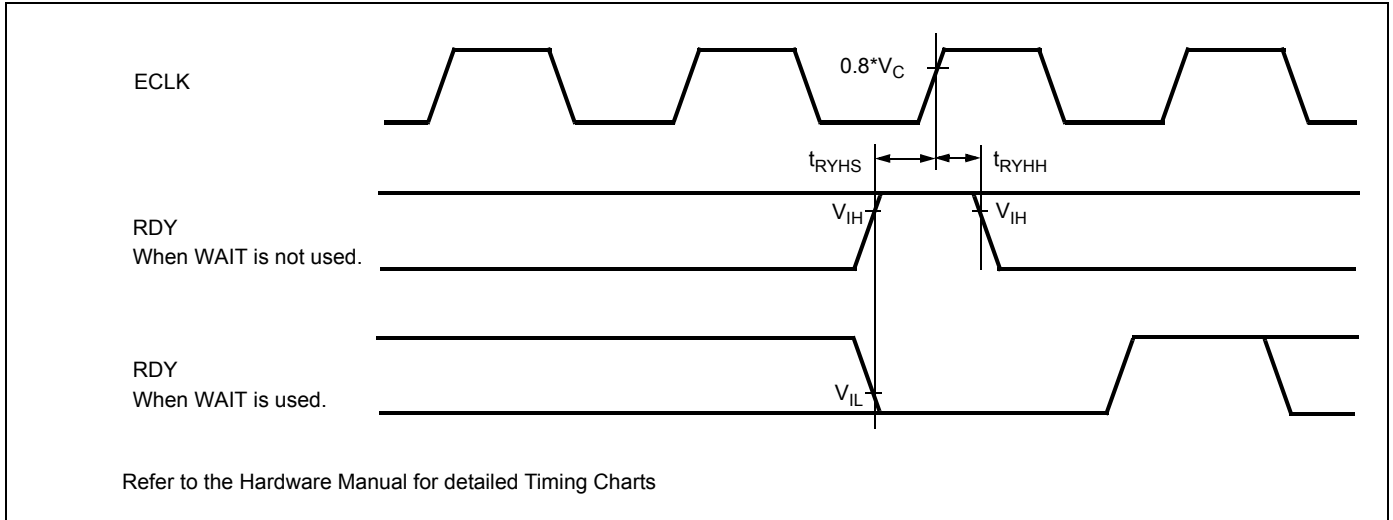 ECLK
0.8*VC
tRYHS
tRYHH
RDY
When WAIT is not used.
VIH
VIH
RDY
When WAIT is used.
VIL
Refer to the Hardware Manual for detailed Timing Charts